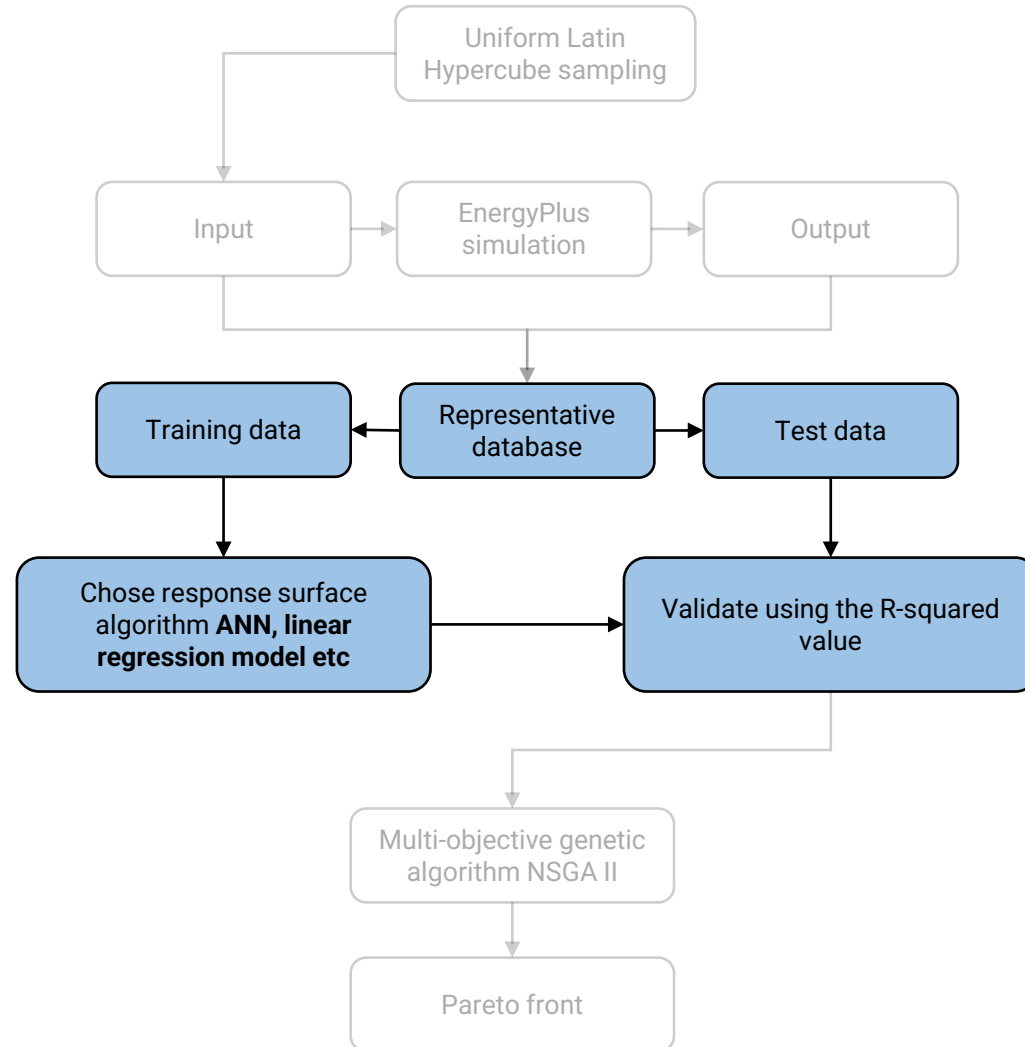 Uniform Latin
Hypercube sampling
Input
EnergyPlus
simulation
Output
Training data
Representative
database
Test data
Chose response surface
algorithm ANN, linear
regression model etc
Validate using the R-squared
value
Multi-objective genetic
algorithm NSGA II
Pareto front